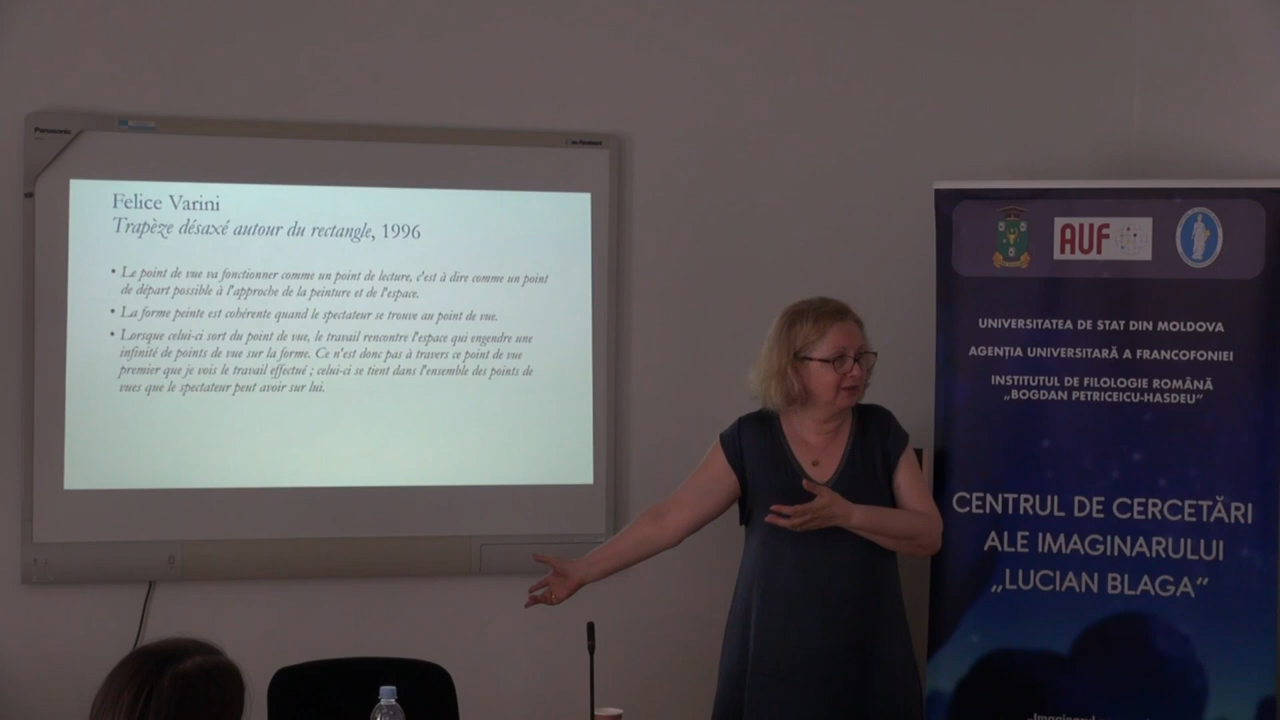 Panasonic
Felice Varini
Trapèze désaxé autour du rectangle, 1996
• Le point de vue va fonctionner comme un point de lecture, c'est à dire comme un point
de départ possible à l'approche de la peinture et de l'espace.
• La forme peinte est cohérente quand le spectateur se trouve au point de vue.
• Lorsque celui-ci sort du point de vue, le travail rencontre l'espace qui engendre une
infinité de points de vue sur la forme. Ce n'est donc pas à travers ce point de vue
premier que je vois le travail effectué ; celui-ci se tient dans l'ensemble des points de
vues que le spectateur peut avoir sur lui.
AUF
UNIVERSITATEA DE STAT DIN MOLDOVA
AGENȚIA UNIVERSITARĂ A FRANCOFONIEI
INSTITUTUL DE FILOLOGIE ROMÂNĂ
„BOGDAN PETRICEICU-HASDEU”
CENTRUL DE CERCETĂRI
ALE IMAGINARULUI
„LUCIAN BLAGA”